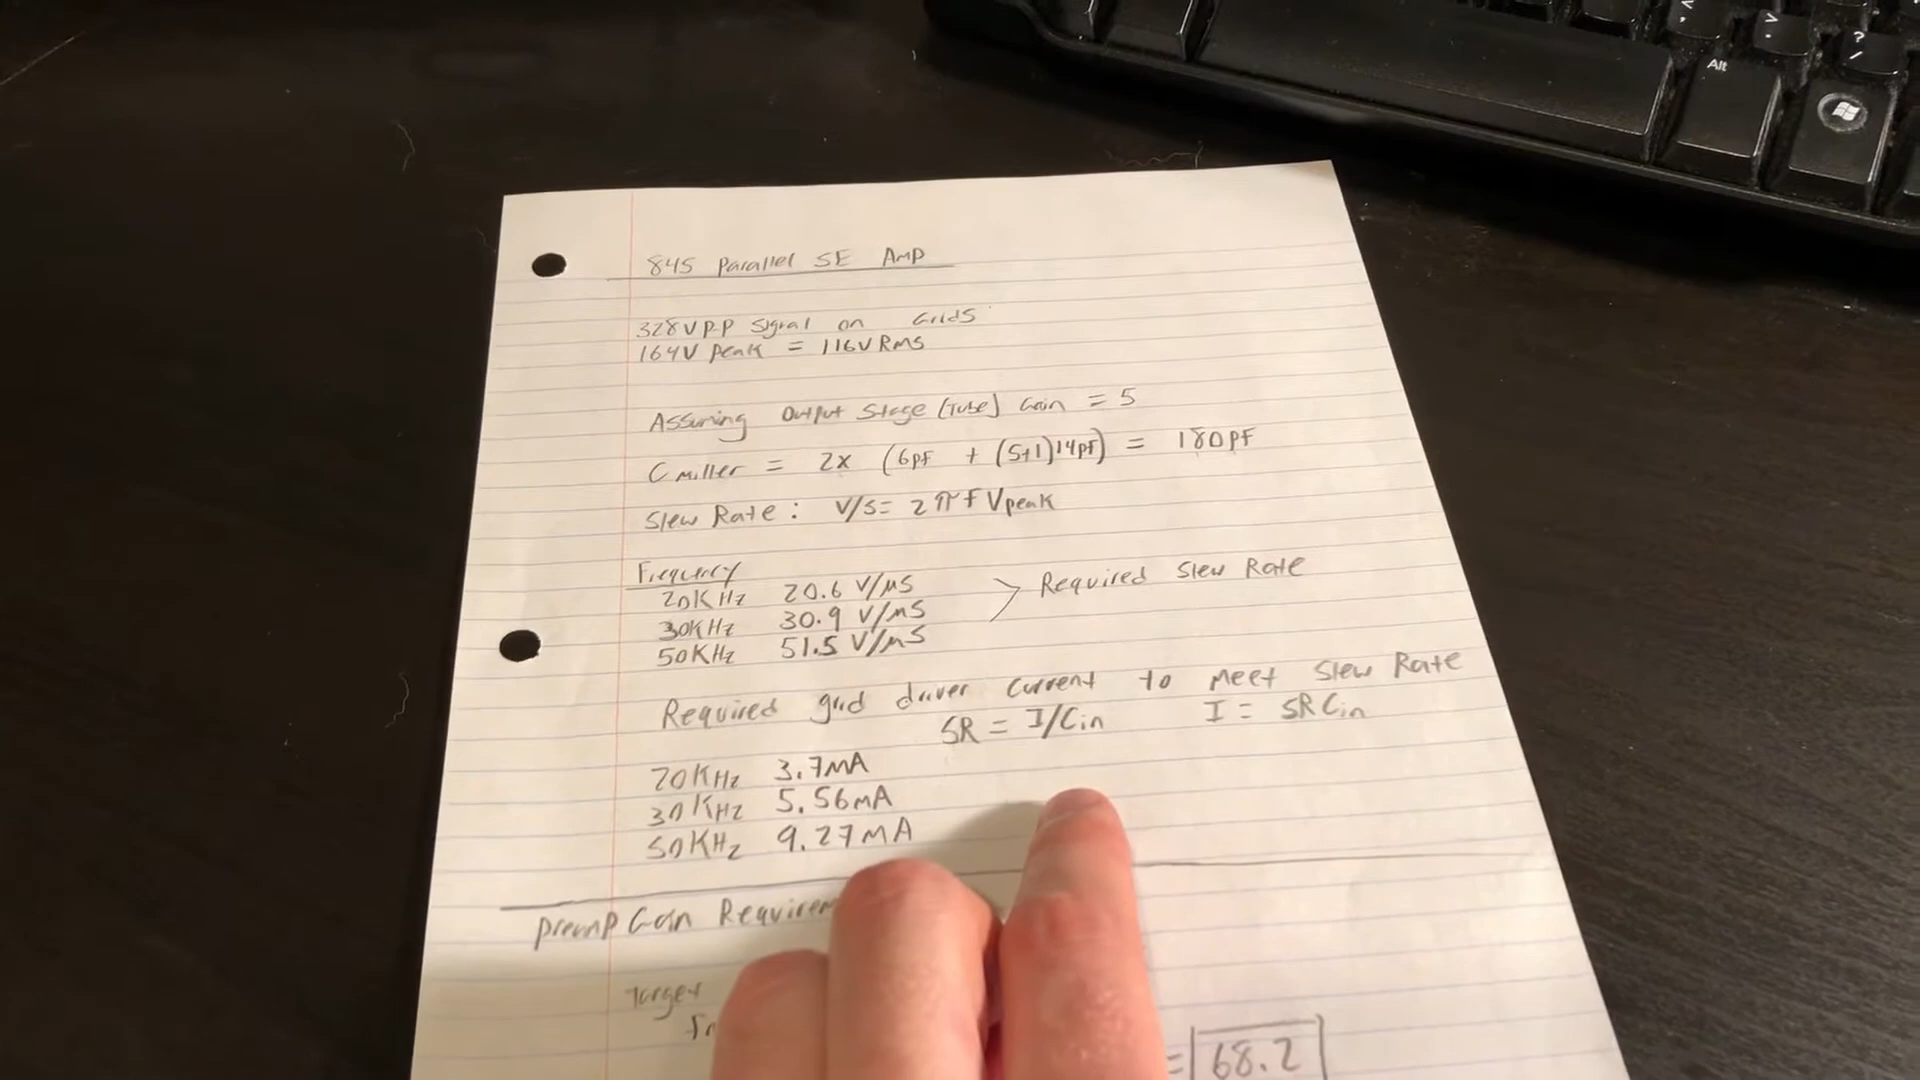 845 Parallel SE Amp
328V P-P Signal on Grids
164V Peak = 116V RMS
Assuming Output Stage (Tube) Gain = 5
C miller = 2x (6pf + (5+1)14pf) = 180pF
Slew Rate: V/S = 2πF Vpeak
Frequency
20KHz 20.6 V/µS
30KHz 30.9 V/µS > Required Slew Rate
50KHz 51.5 V/µS
Required grid driver current to meet Slew Rate
SR = I/Cin I = SRCin
20KHz 3.7MA
30KHz 5.56MA
50KHz 9.27MA
Preamp Gain
Target
= 68.2
Alt
<
>
?
/